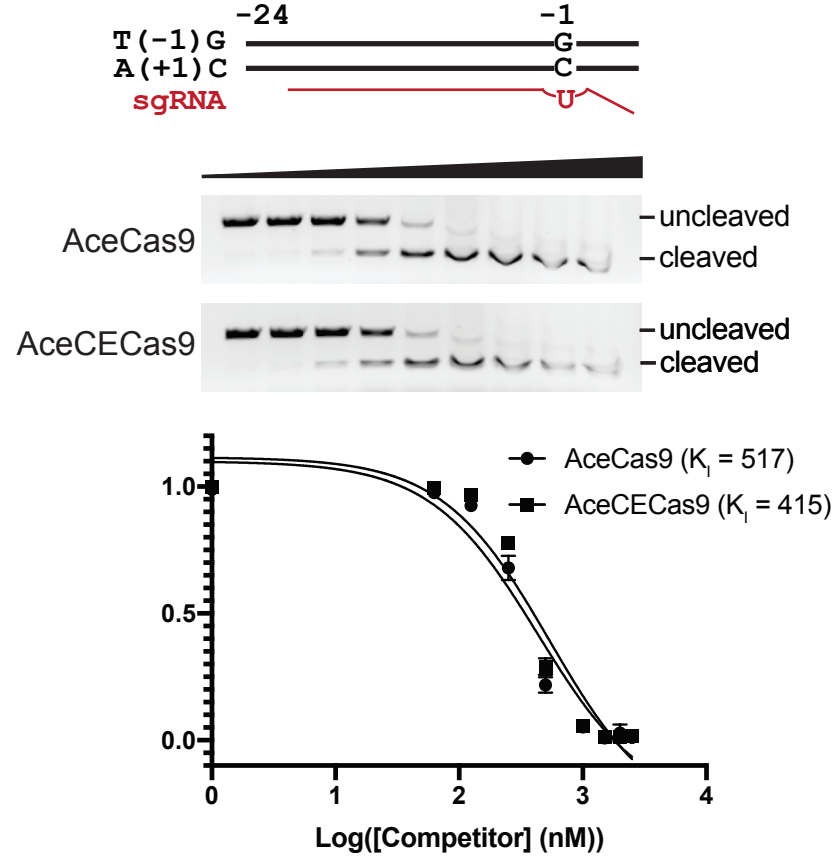 -24 -1
T(-1)G G
A(+1)C C
sgRNA U
AceCas9
uncleaved
cleaved
AceCECas9
uncleaved
cleaved
AceCas9 (K_I = 517)
AceCECas9 (K_I = 415)
1.0
0.5
0.0
0 1 2 3 4
Log([Competitor] (nM))